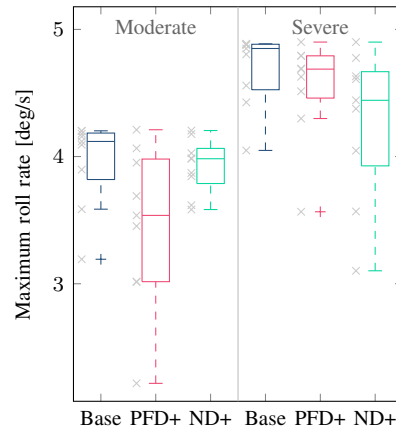 Moderate Severe
5
4
3
Maximum roll rate [deg/s]
Base PFD+ ND+ Base PFD+ ND+